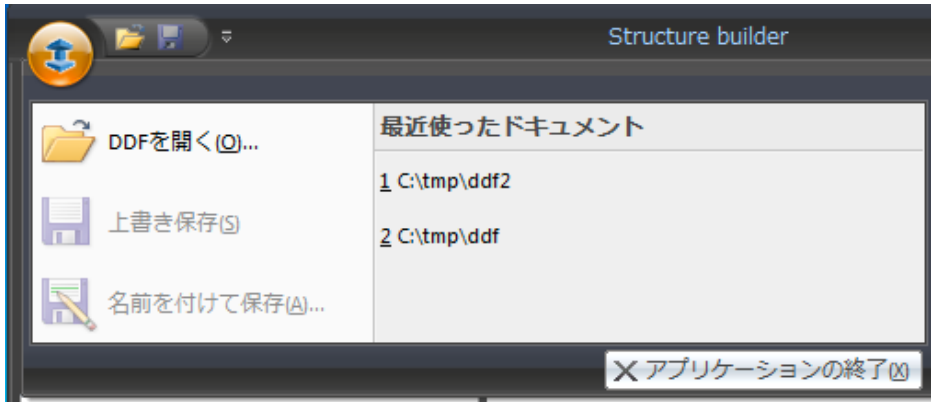 Structure builder
DDFを開く(O)...
上書き保存(S)
名前を付けて保存(A)...
最近使ったドキュメント
1 C:\tmp\ddf2
2 C:\tmp\ddf
アプリケーションの終了(X)